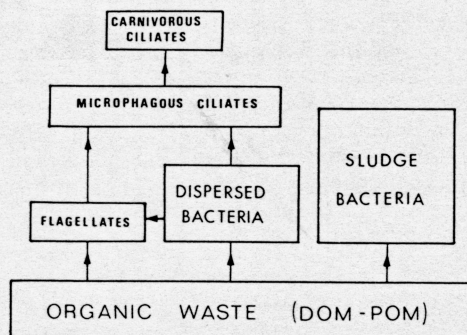 CARNIVOROUS
CILIATES
MICROPHAGOUS CILIATES
SLUDGE
BACTERIA
DISPERSED
BACTERIA
FLAGELLATES
ORGANIC WASTE (DOM-POM)